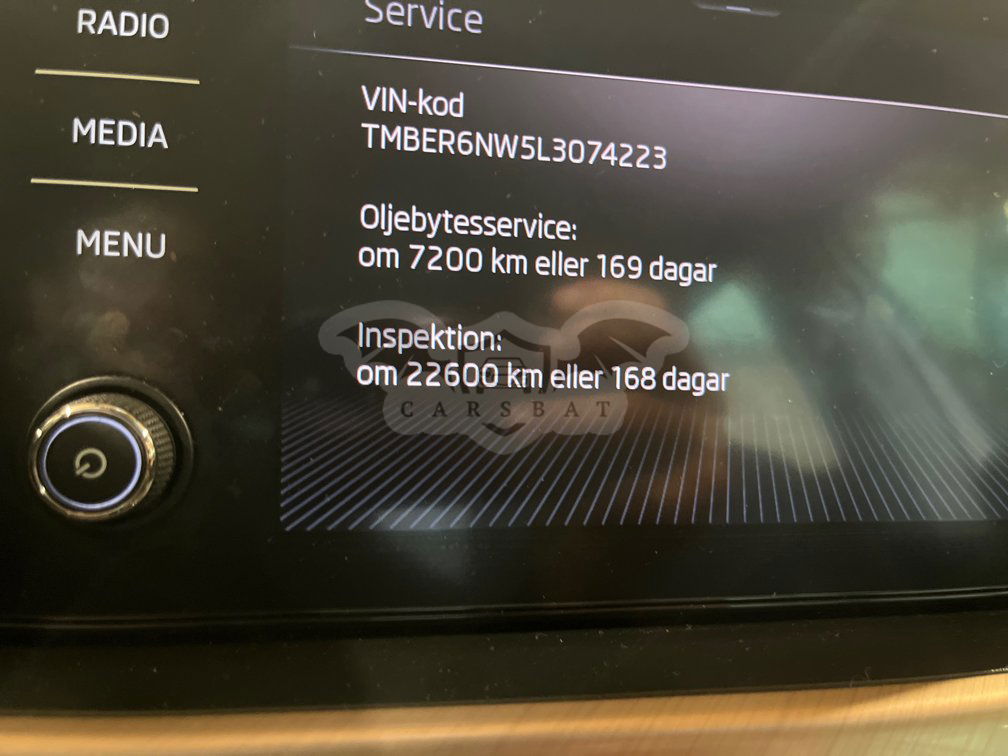 RADIO
MEDIA
MENU
Service
VIN-kod
TMBER6NW5L3074223
Oljebytesservice:
om 7200 km eller 169 dagar
Inspektion:
om 22600 km eller 168 dagar
CARSBAT